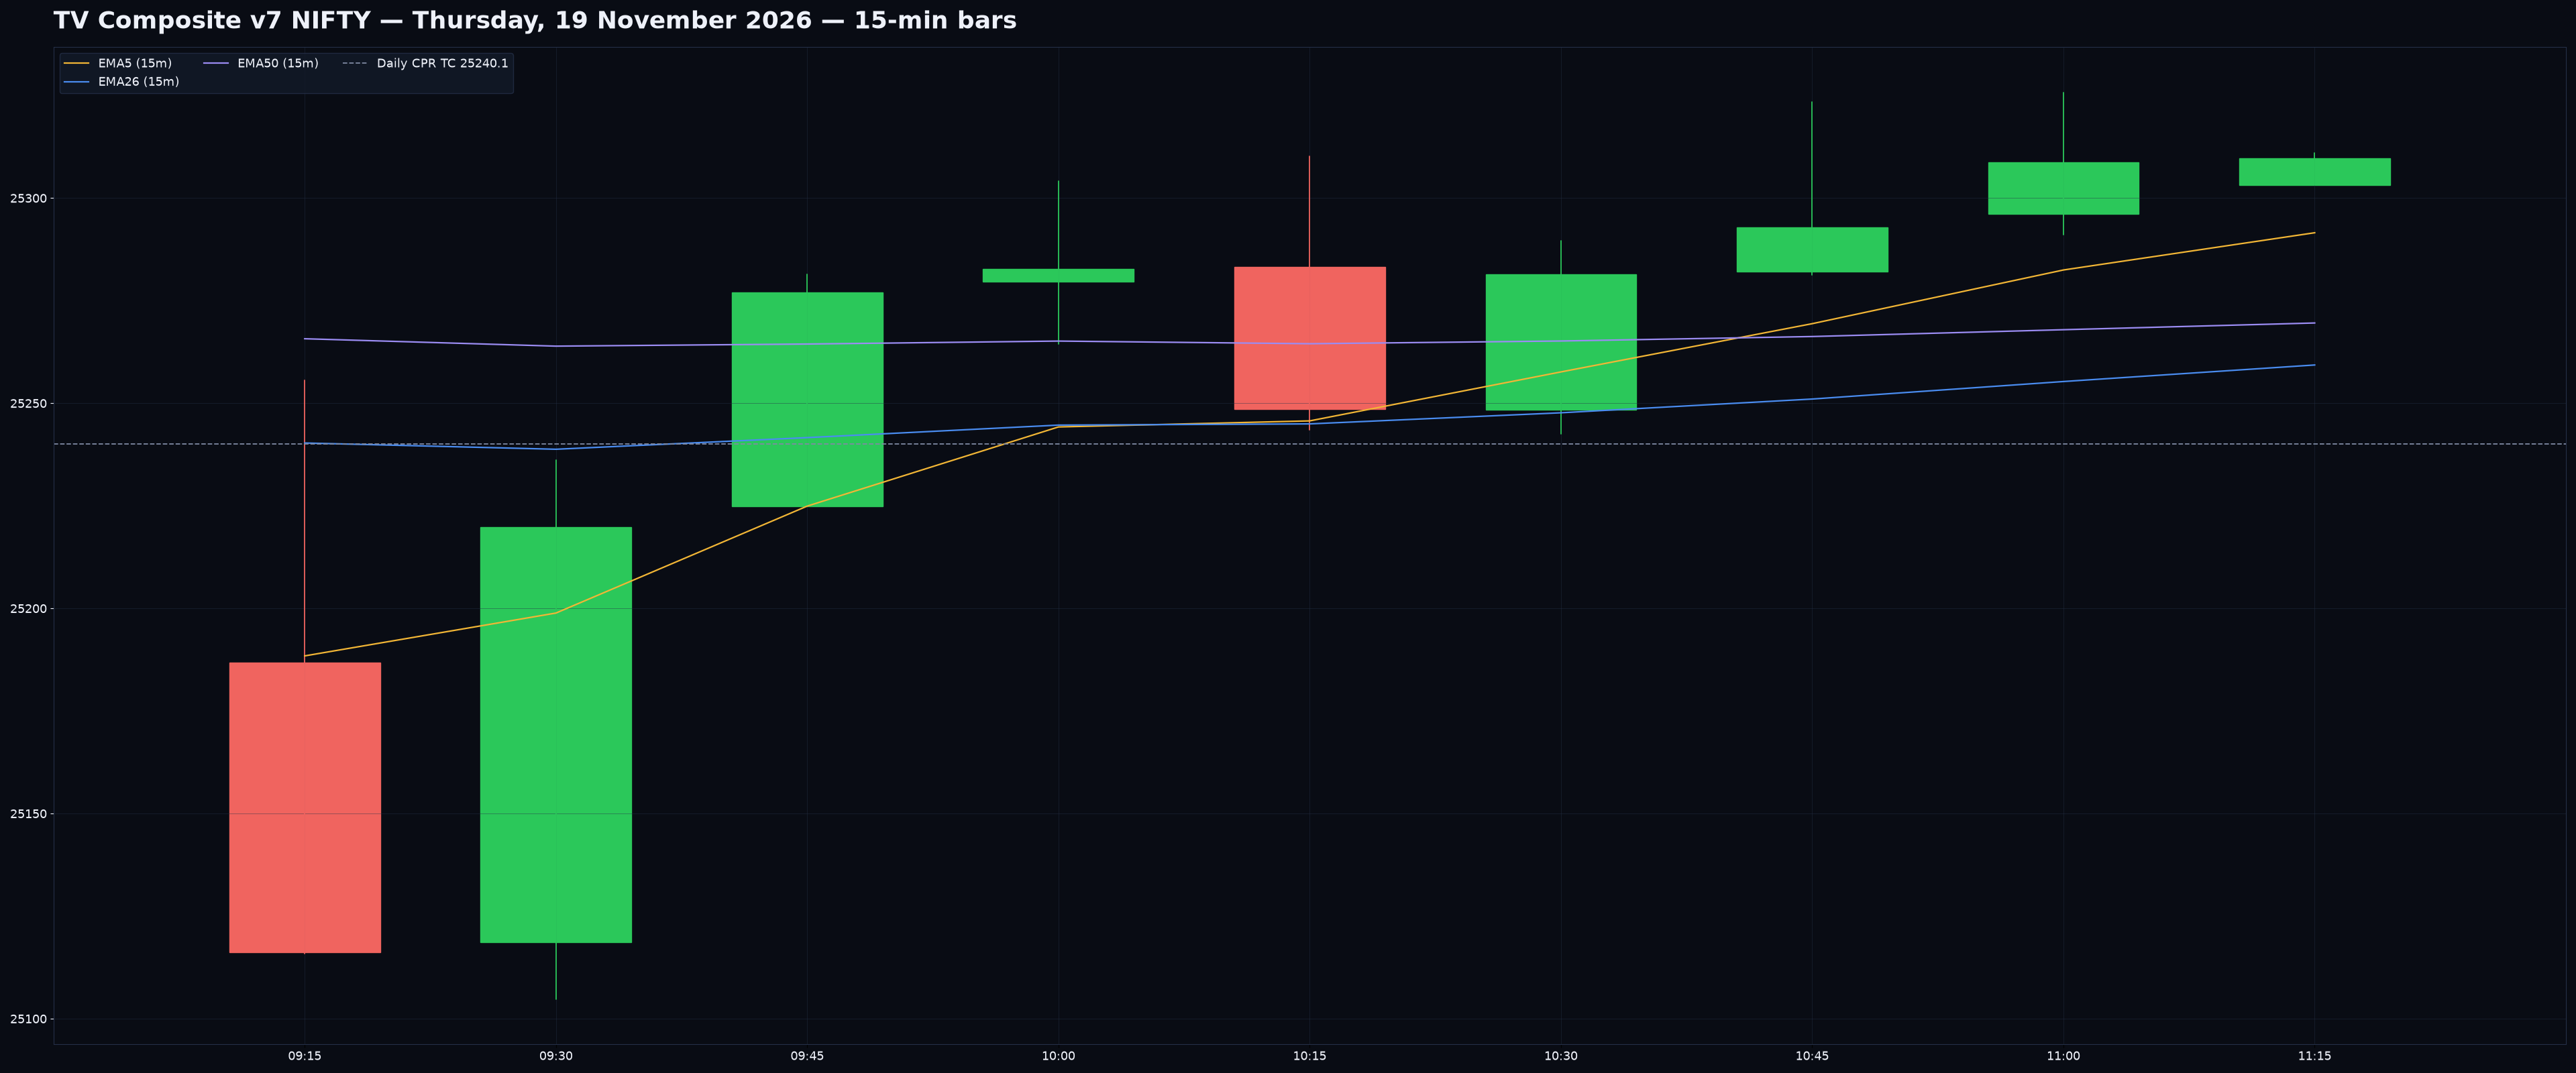 TV Composite v7 NIFTY — Thursday, 19 November 2026 — 15-min bars
EMA5 (15m)
EMA26 (15m)
EMA50 (15m)
Daily CPR TC 25240.1
25300
25250
25200
25150
25100
09:15 09:30 09:45 10:00 10:15 10:30 10:45 11:00 11:15